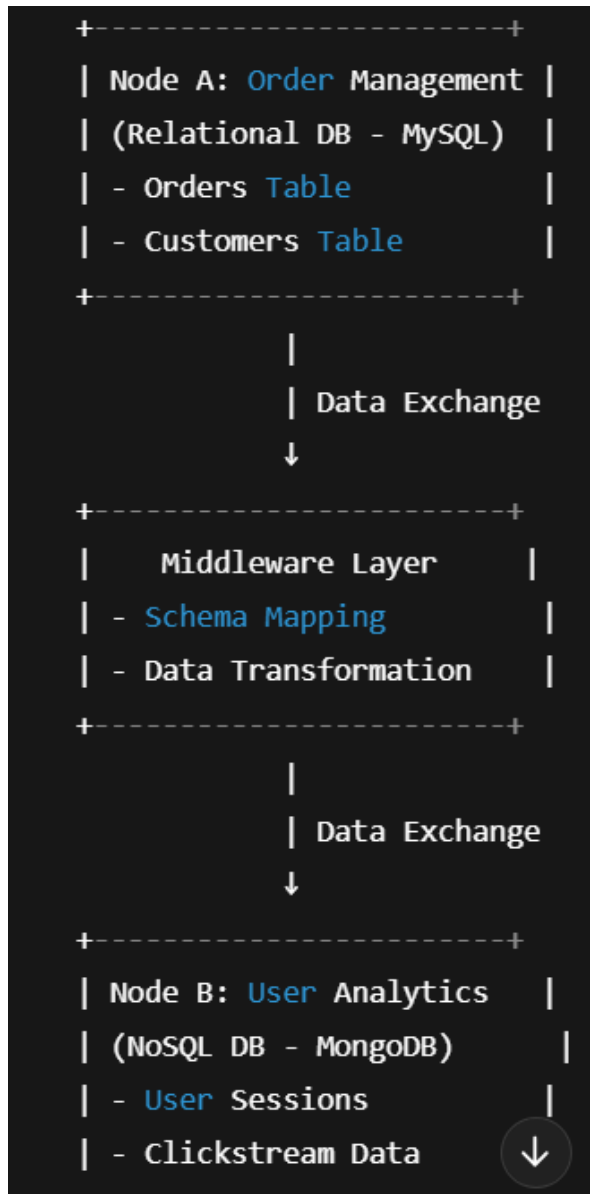 +------------------------+
| Node A: Order Management |
| (Relational DB - MySQL)  |
| - Orders Table           |
| - Customers Table        |
+------------------------+
            |
            | Data Exchange
            ↓
+------------------------+
|    Middleware Layer     |
| - Schema Mapping         |
| - Data Transformation    |
+------------------------+
            |
            | Data Exchange
            ↓
+------------------------+
| Node B: User Analytics   |
| (NoSQL DB - MongoDB)      |
| - User Sessions          |
| - Clickstream Data